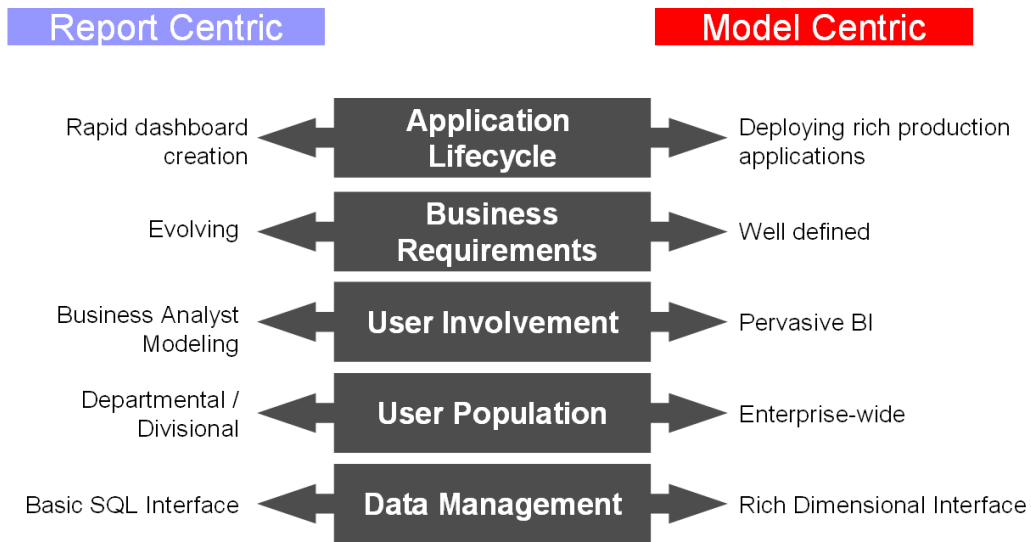 Report Centric
Model Centric
Rapid dashboard
creation
Application
Lifecycle
Deploying rich production
applications
Evolving
Business
Requirements
Well defined
Business Analyst
Modeling
User Involvement
Pervasive BI
Departmental /
Divisional
User Population
Enterprise-wide
Basic SQL Interface
Data Management
Rich Dimensional Interface